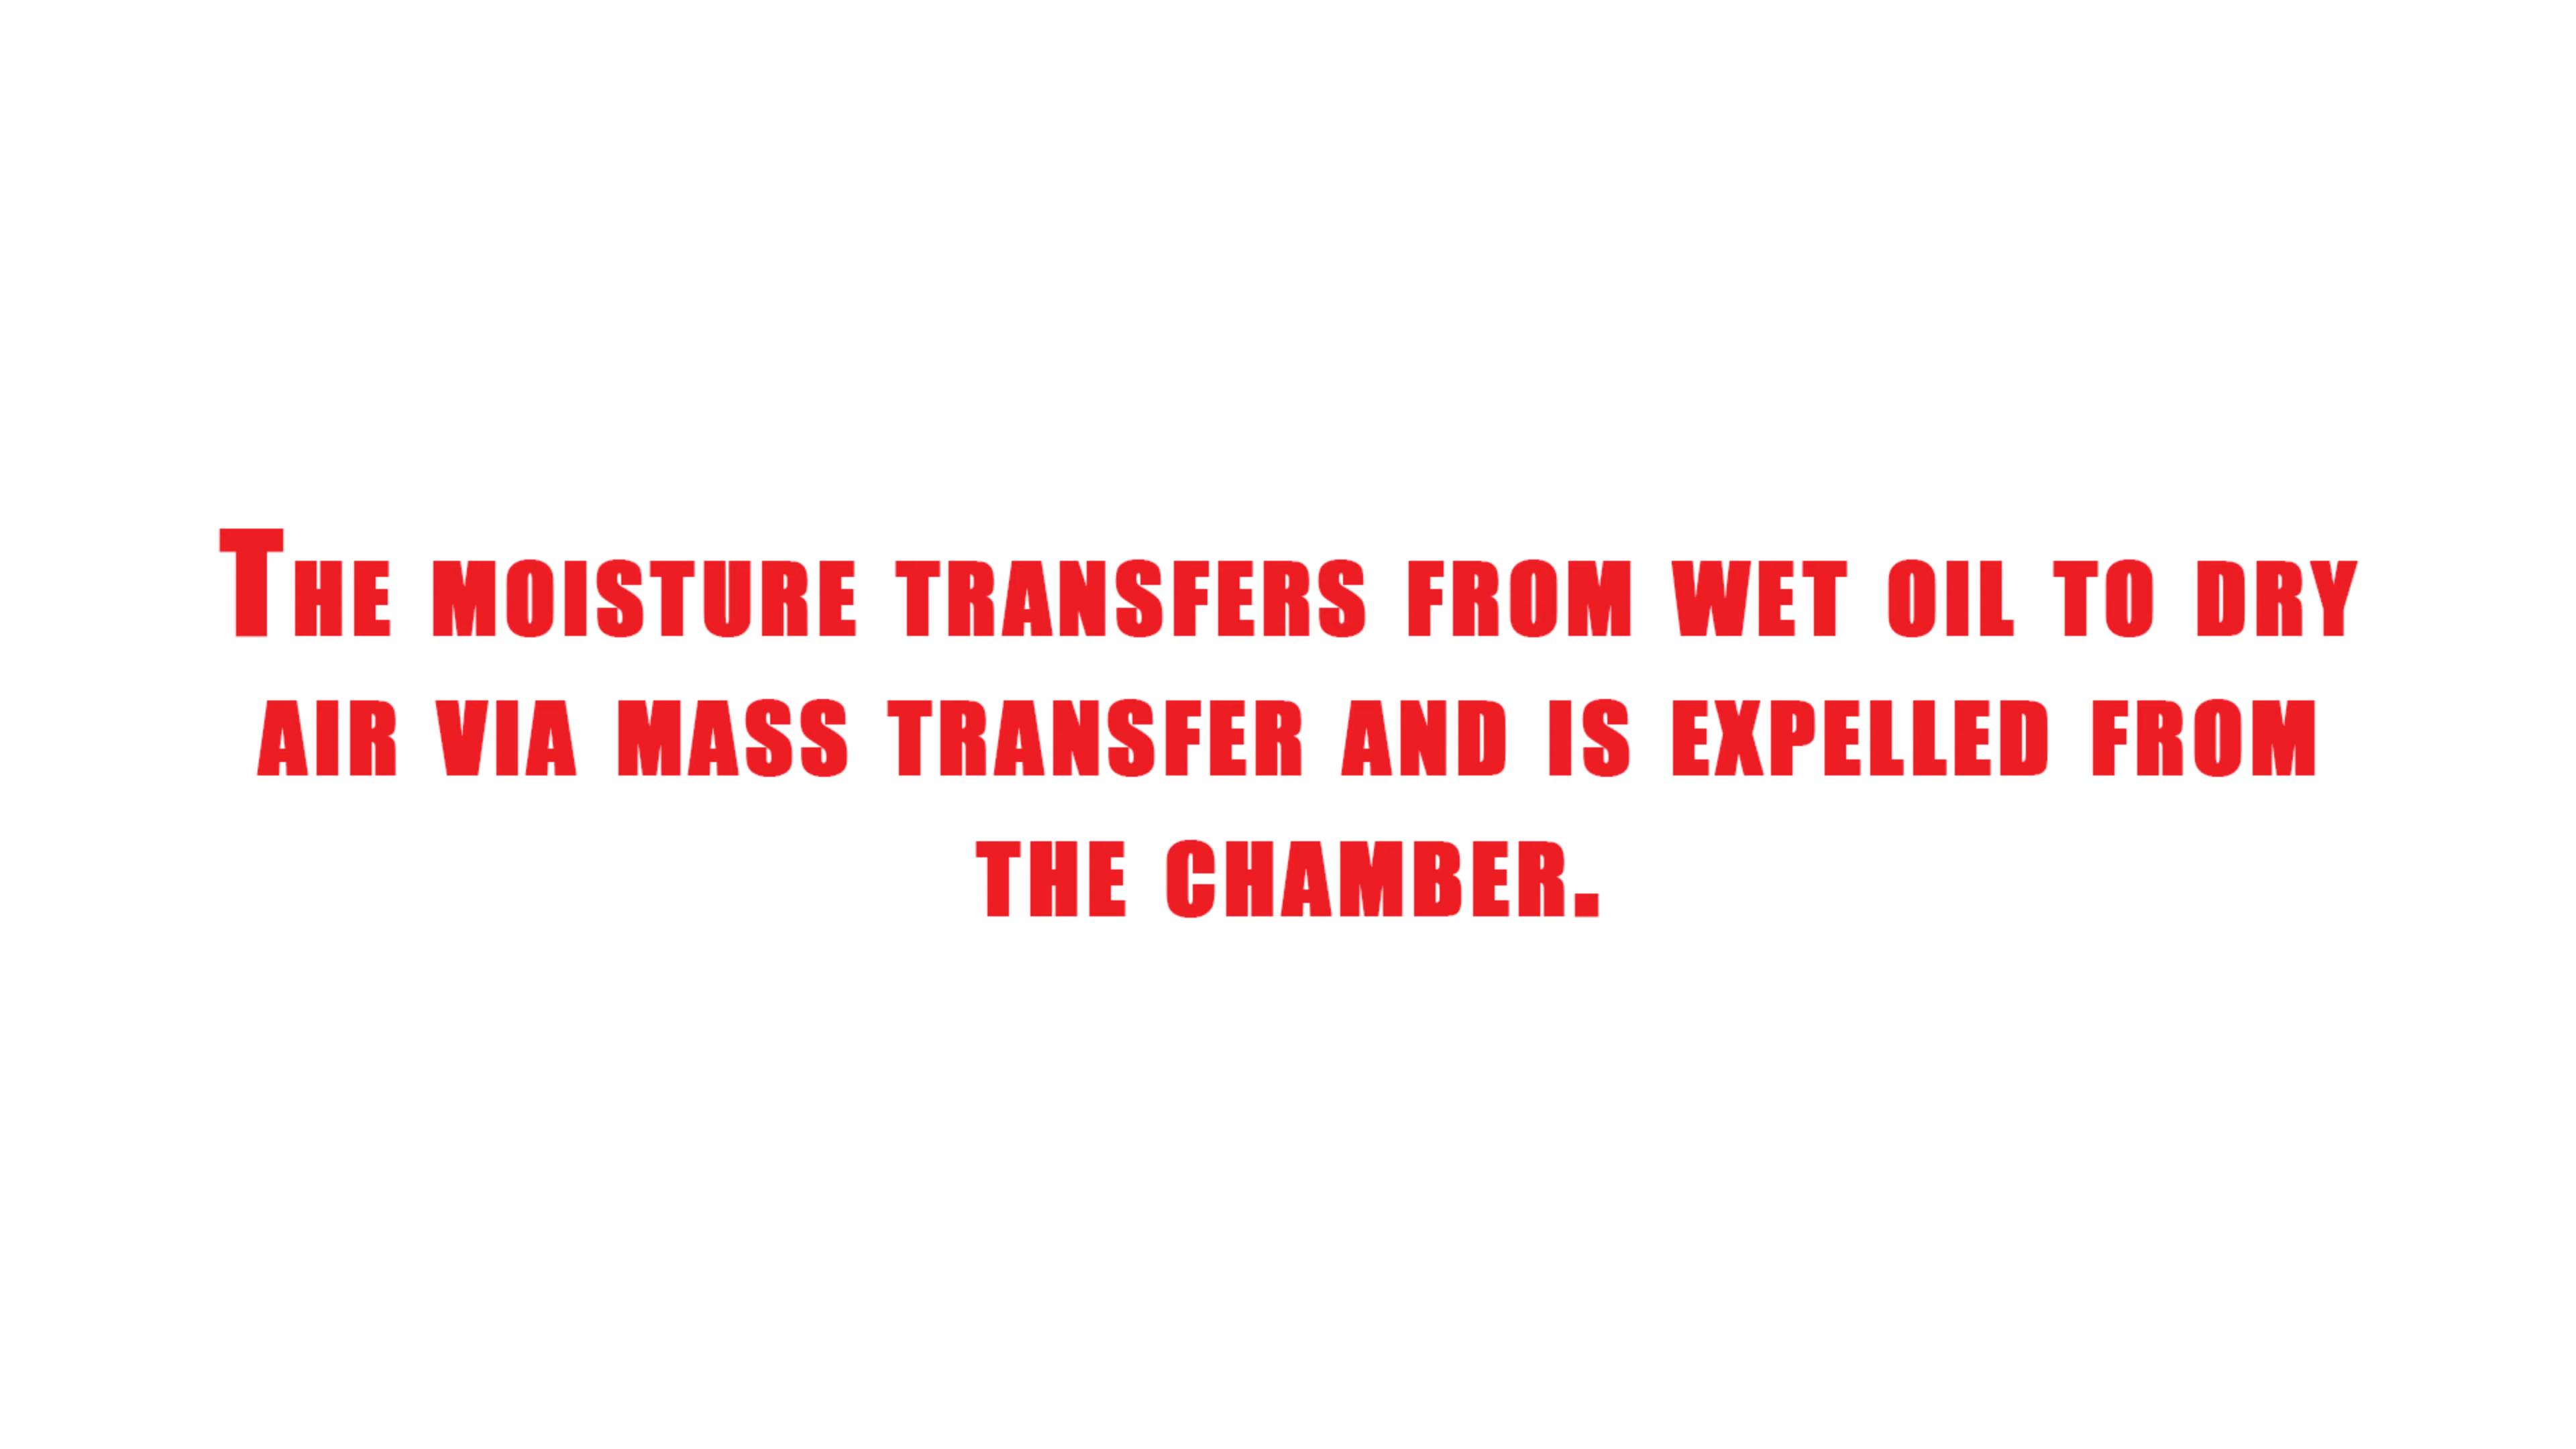 The moisture transfers from wet oil to dry
air via mass transfer and is expelled from
the chamber.